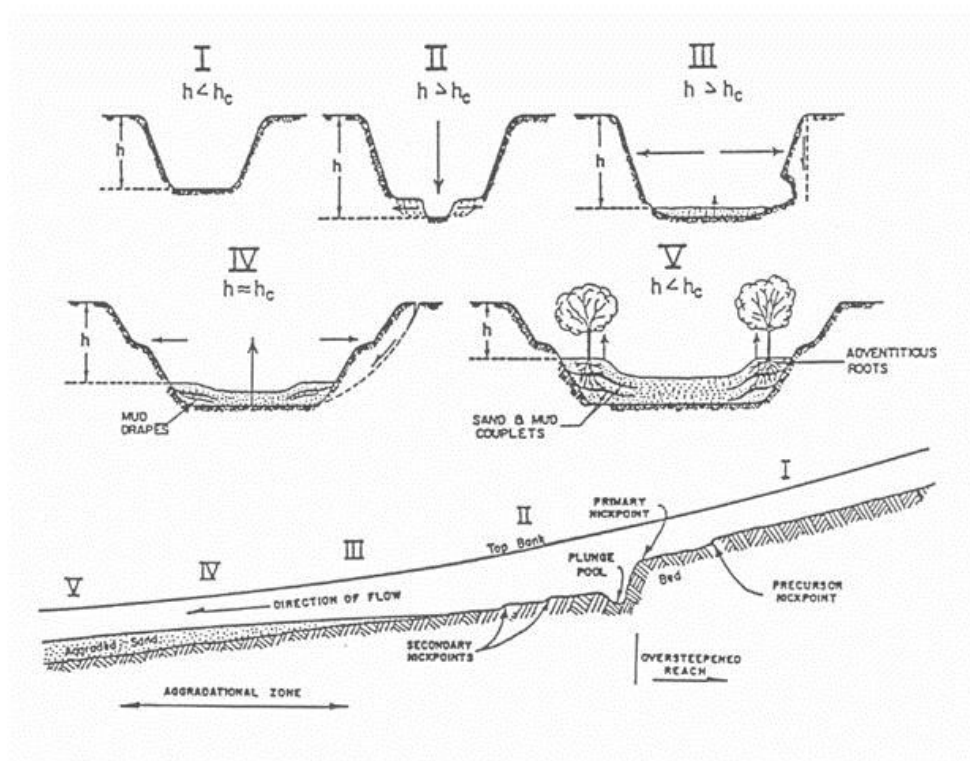 I
h < hc
II
h > hc
III
h > hc
h
h
h
IV
h ≈ hc
V
h < hc
h
h
MUD
DRAPES
SAND & MUD
COUPLETS
ADVENTITIOUS
ROOTS
I
PRIMARY
NICKPOINT
II
Top Bank
PLUNGE
POOL
Bed
III
PRECURSOR
NICKPOINT
IV
V
DIRECTION OF FLOW
SECONDARY
NICKPOINTS
Aggraded Sand
OVERSTEEPENED
REACH
AGGRADATIONAL ZONE